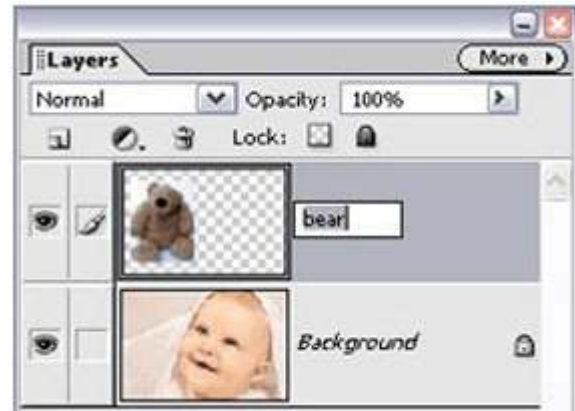 Layers
More
Normal Opacity: 100%
Lock:
bear
Background